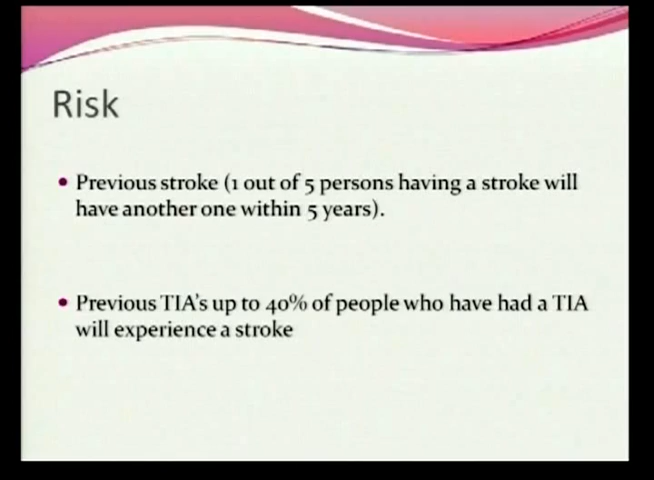 Risk
• Previous stroke (1 out of 5 persons having a stroke will
have another one within 5 years).
• Previous TIA's up to 40% of people who have had a TIA
will experience a stroke